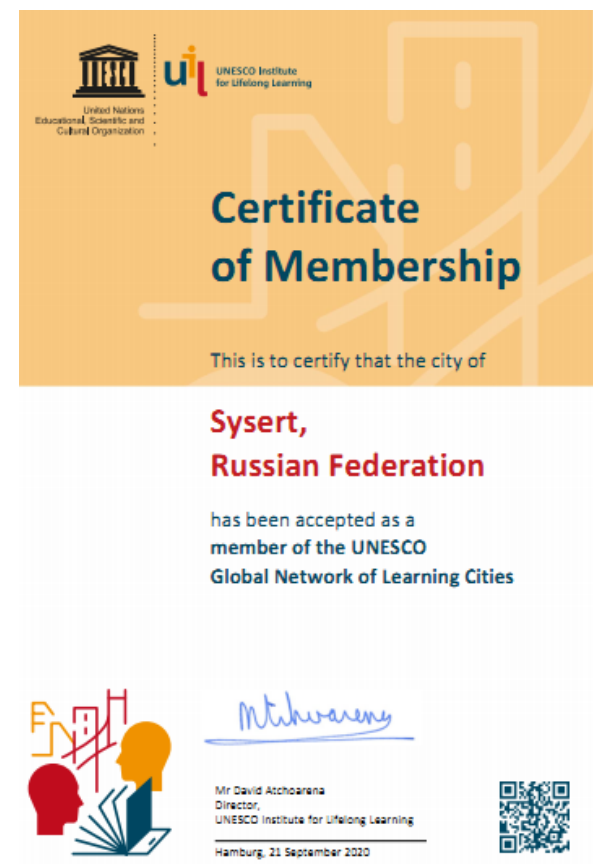 United Nations
Educational, Scientific and
Cultural Organization
uil
UNESCO Institute
for Lifelong Learning
Certificate
of Membership
This is to certify that the city of
Sysert,
Russian Federation
has been accepted as a
member of the UNESCO
Global Network of Learning Cities
Mr David Atchoarena
Director,
UNESCO Institute for Lifelong Learning
Hamburg, 21 September 2020